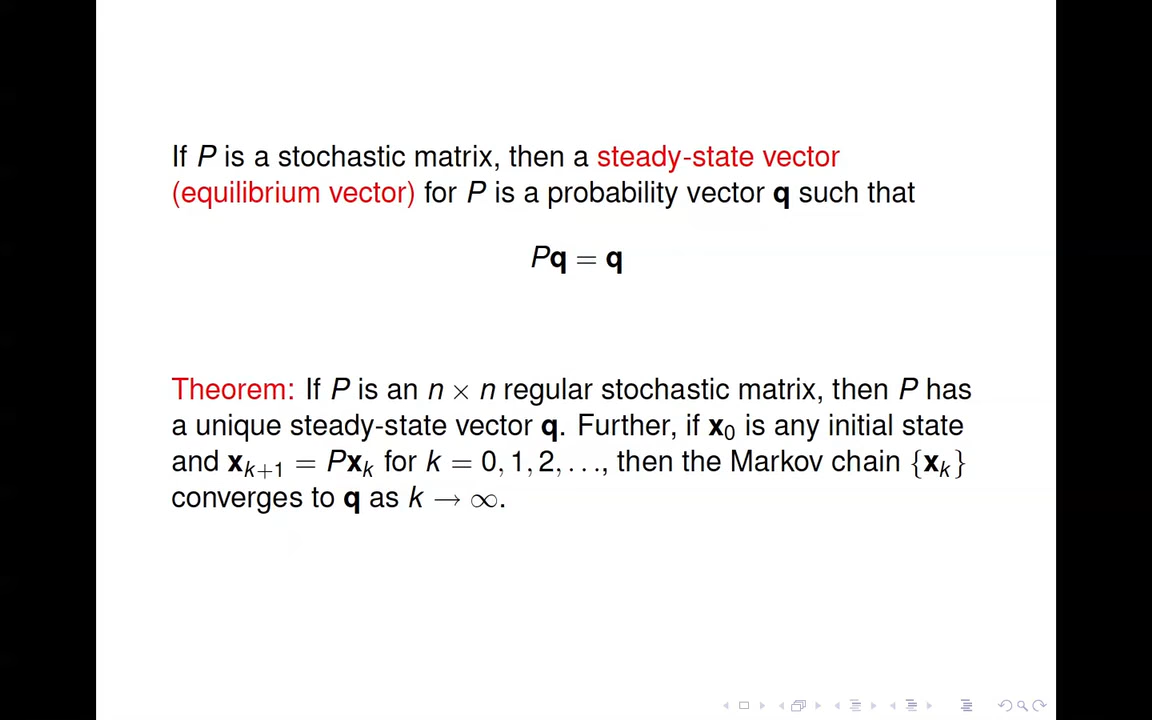 If P is a stochastic matrix, then a steady-state vector
(equilibrium vector) for P is a probability vector q such that
Pq = q
Theorem: If P is an n × n regular stochastic matrix, then P has
a unique steady-state vector q. Further, if x₀ is any initial state
and xₖ₊₁ = Pxₖ for k = 0, 1, 2, . . ., then the Markov chain {xₖ}
converges to q as k → ∞.